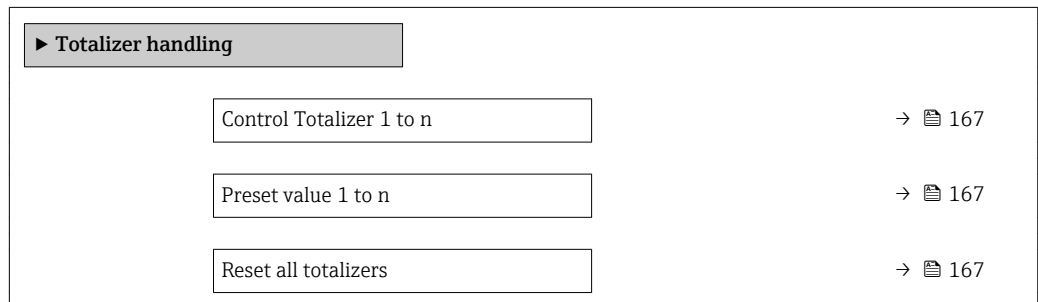 ▶ Totalizer handling
Control Totalizer 1 to n → 167
Preset value 1 to n → 167
Reset all totalizers → 167